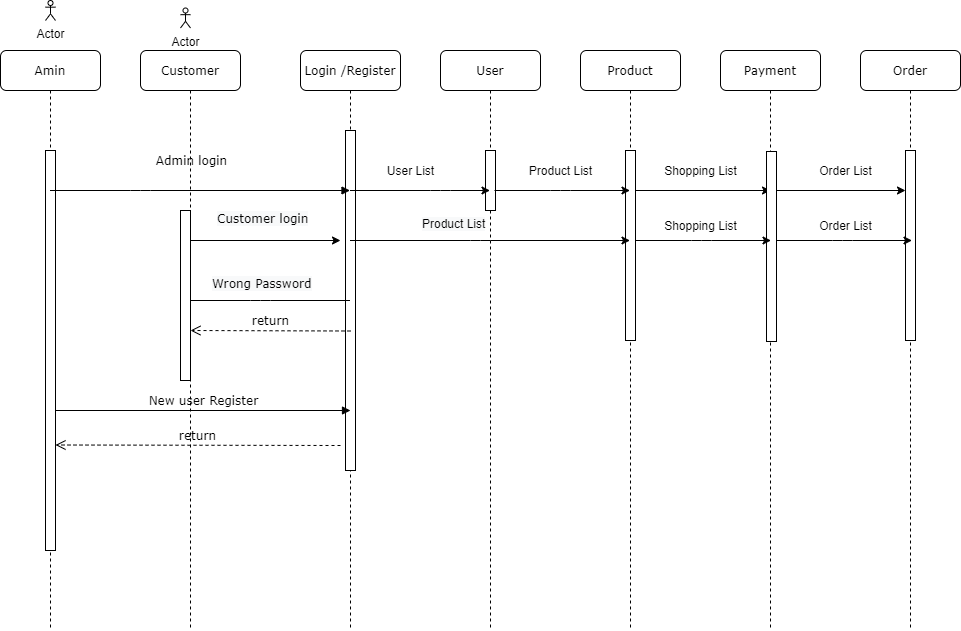 Actor
Actor
Amin
Customer
Login /Register
User
Product
Payment
Order
Admin login
User List
Product List
Shopping List
Order List
Customer login
Product List
Shopping List
Order List
Wrong Password
return
New user Register
return